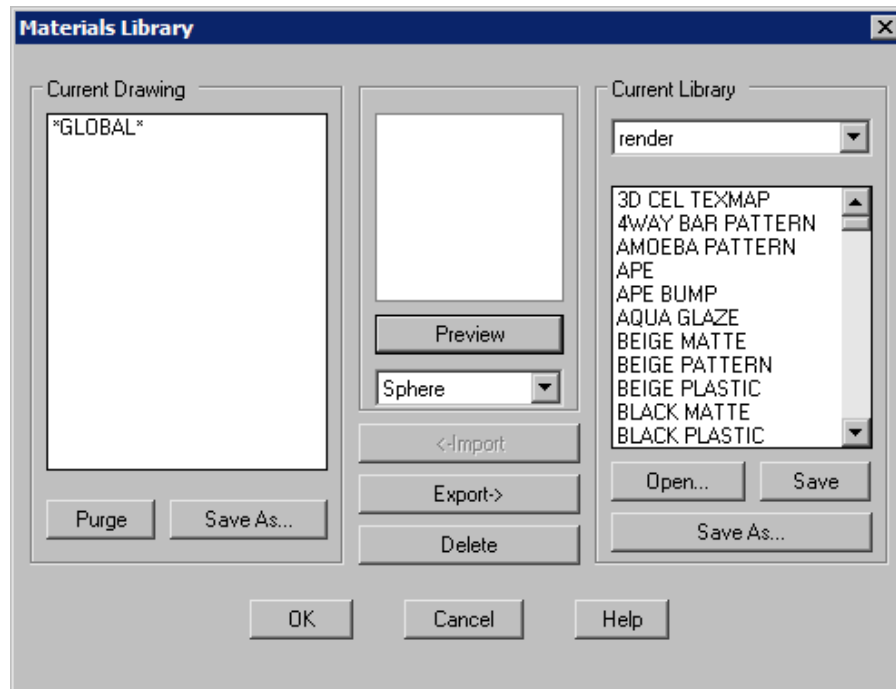 Materials Library
Current Drawing
*GLOBAL*
Purge
Save As...
Preview
Sphere
<-Import
Export->
Delete
Current Library
render
3D CEL TEXMAP
4WAY BAR PATTERN
AMOEBA PATTERN
APE
APE BUMP
AQUA GLAZE
BEIGE MATTE
BEIGE PATTERN
BEIGE PLASTIC
BLACK MATTE
BLACK PLASTIC
Open...
Save
Save As...
OK
Cancel
Help